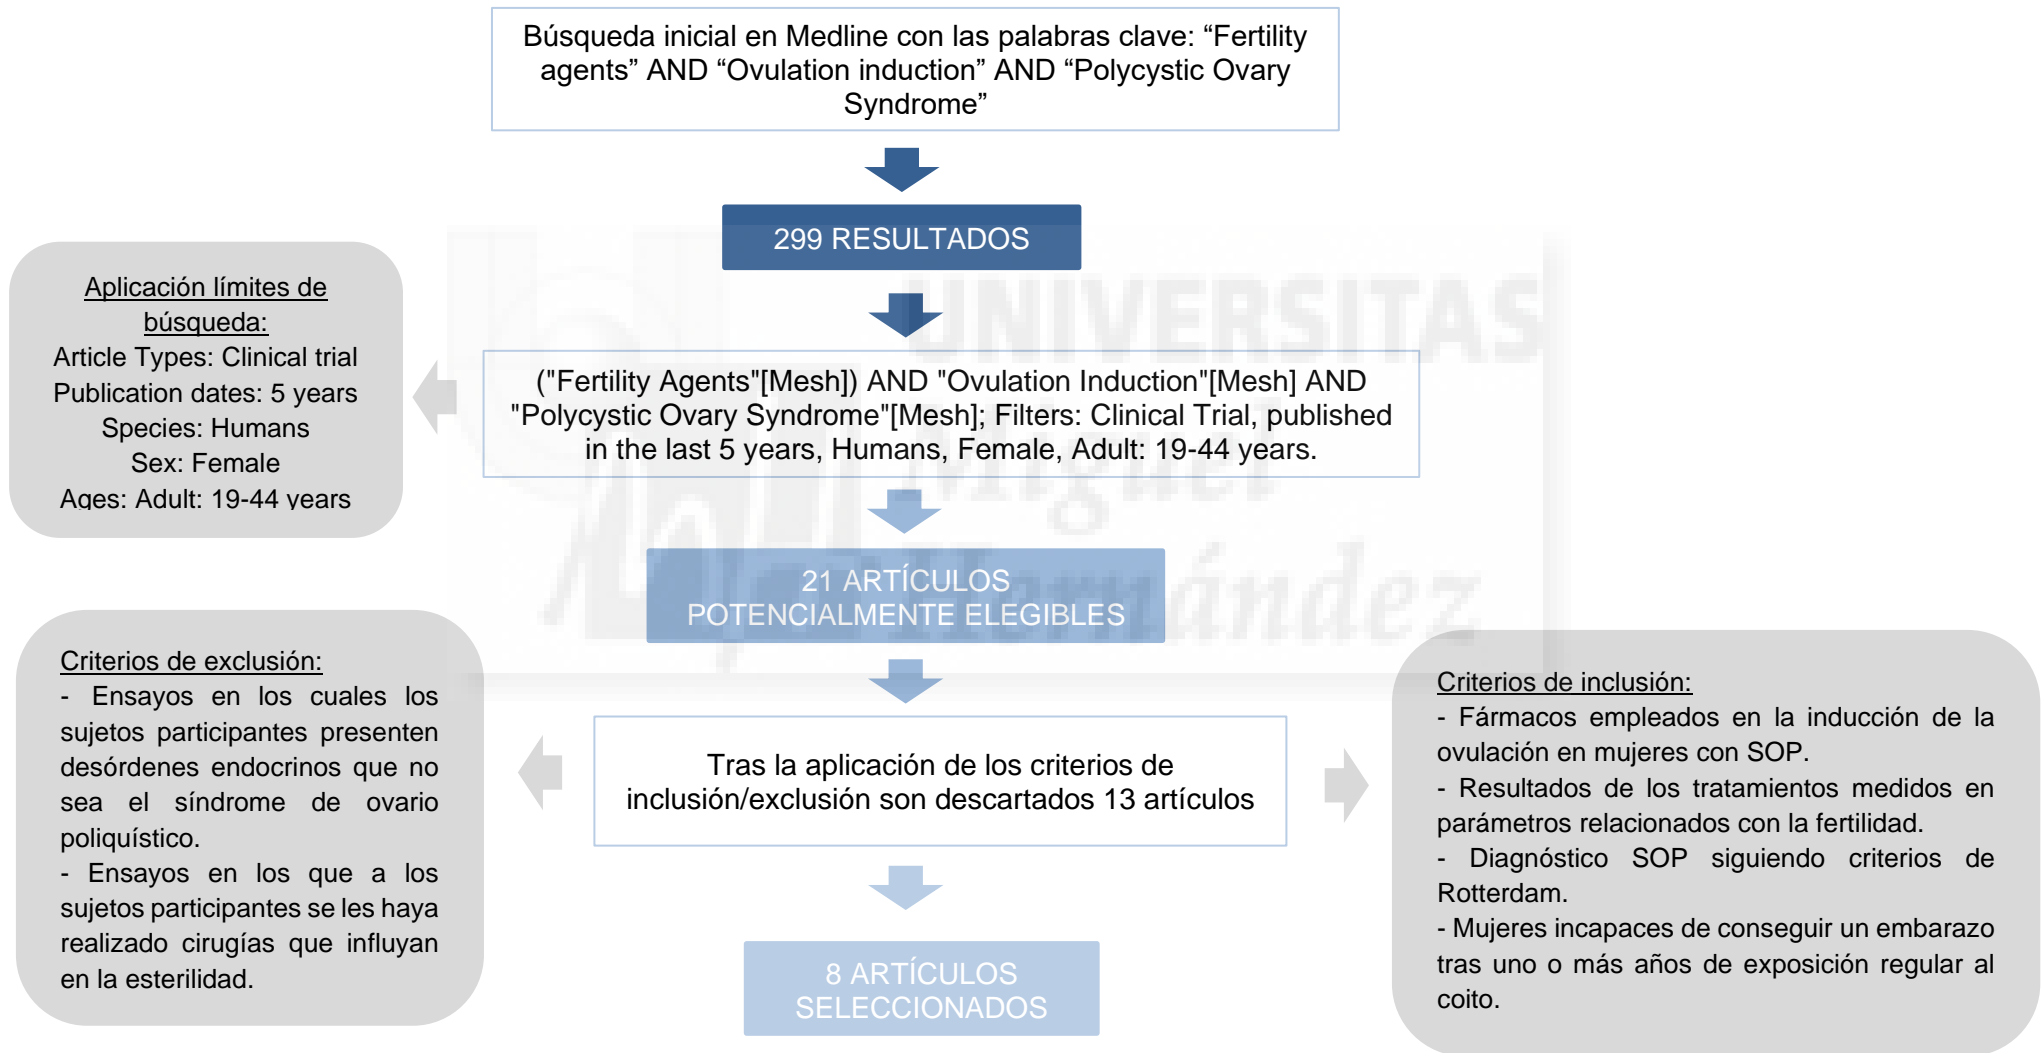 Búsqueda inicial en Medline con las palabras clave: “Fertility
agents” AND “Ovulation induction” AND “Polycystic Ovary
Syndrome”
299 RESULTADOS
Aplicación límites de
búsqueda:
Article Types: Clinical trial
Publication dates: 5 years
Species: Humans
Sex: Female
Ages: Adult: 19-44 years
("Fertility Agents"[Mesh]) AND "Ovulation Induction"[Mesh] AND
"Polycystic Ovary Syndrome"[Mesh]; Filters: Clinical Trial, published
in the last 5 years, Humans, Female, Adult: 19-44 years.
21 ARTÍCULOS
POTENCIALMENTE ELEGIBLES
Criterios de exclusión:
- Ensayos en los cuales los
sujetos participantes presenten
desórdenes endocrinos que no
sea el síndrome de ovario
poliquístico.
- Ensayos en los que a los
sujetos participantes se les haya
realizado cirugías que influyan
en la esterilidad.
Tras la aplicación de los criterios de
inclusión/exclusión son descartados 13 artículos
Criterios de inclusión:
- Fármacos empleados en la inducción de la
ovulación en mujeres con SOP.
- Resultados de los tratamientos medidos en
parámetros relacionados con la fertilidad.
- Diagnóstico SOP siguiendo criterios de
Rotterdam.
- Mujeres incapaces de conseguir un embarazo
tras uno o más años de exposición regular al
coito.
8 ARTÍCULOS
SELECCIONADOS
UNIVERSITAS
Miguel
Hernández